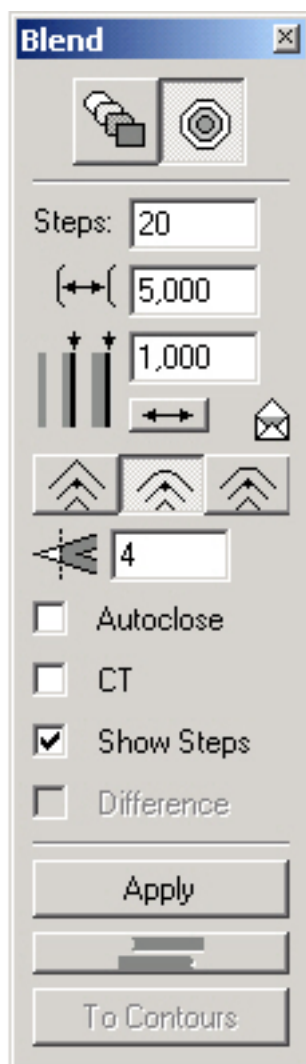 Blend
Steps: 20
5,000
1,000
4
Autoclose
CT
Show Steps
Difference
Apply
To Contours